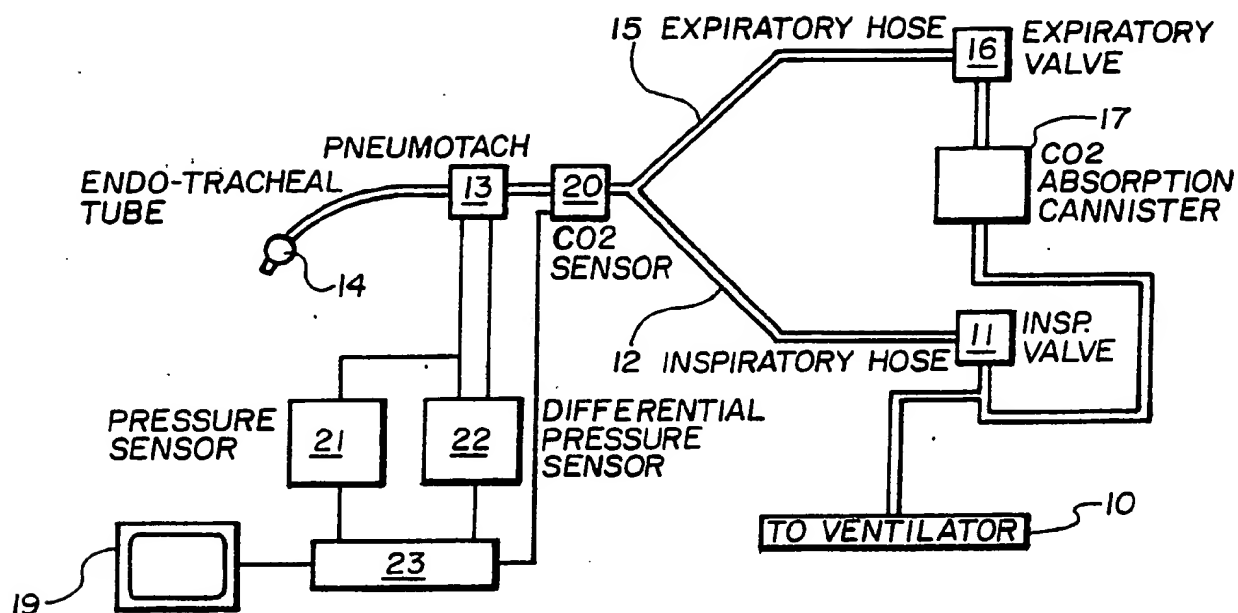 15 EXPIRATORY HOSE
16
EXPIRATORY
VALVE
17
CO2
ABSORPTION
CANNISTER
PNEUMOTACH
13
20
CO2
SENSOR
ENDO-TRACHEAL
TUBE
14
12 INSPIRATORY HOSE
11
INSP.
VALVE
PRESSURE
SENSOR
21
22
DIFFERENTIAL
PRESSURE
SENSOR
TO VENTILATOR
10
23
19